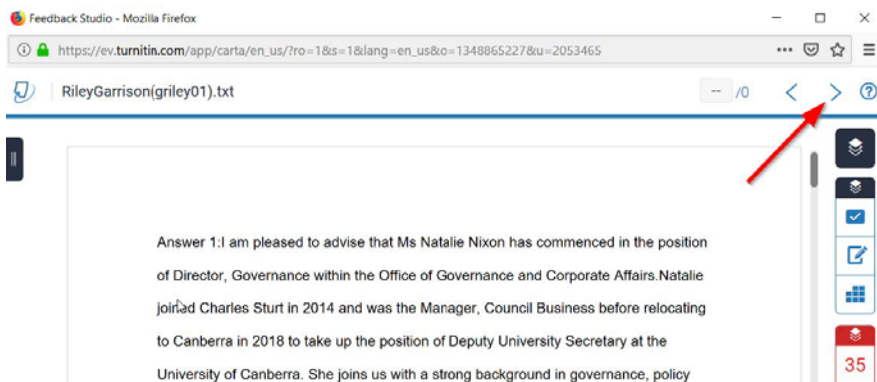 Feedback Studio - Mozilla Firefox
https://ev.turnitin.com/app/carta/en_us/?ro=1&s=1&lang=en_us&o=1348865227&u=2053465
RileyGarrison(griley01).txt
-- /0
Answer 1:I am pleased to advise that Ms Natalie Nixon has commenced in the position
of Director, Governance within the Office of Governance and Corporate Affairs.Natalie
joined Charles Sturt in 2014 and was the Manager, Council Business before relocating
to Canberra in 2018 to take up the position of Deputy University Secretary at the
University of Canberra. She joins us with a strong background in governance, policy
35